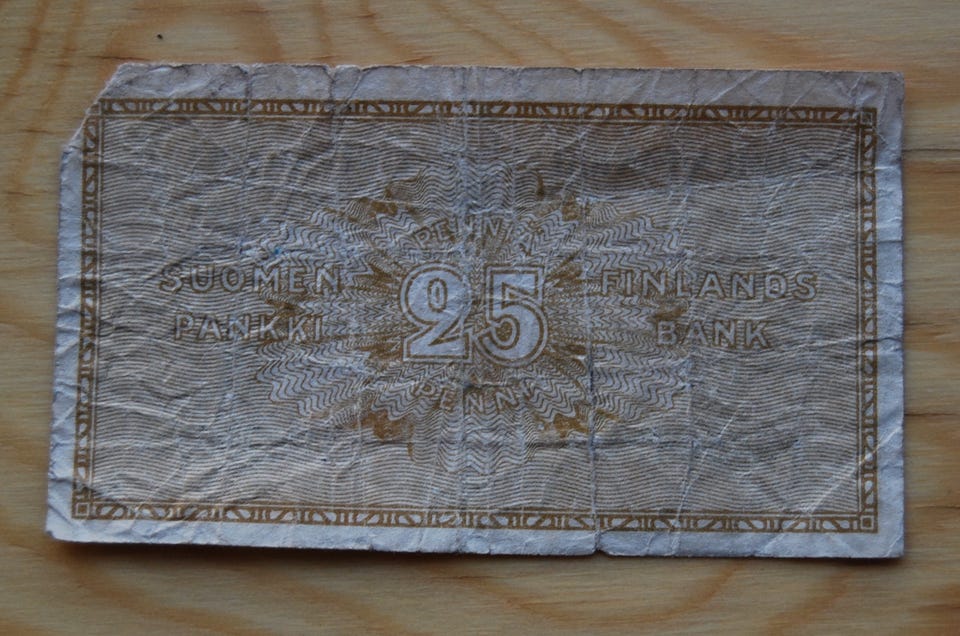 PENNIÄ
SUOMEN
PANKKI
25
FINLANDS
BANK
PENNI